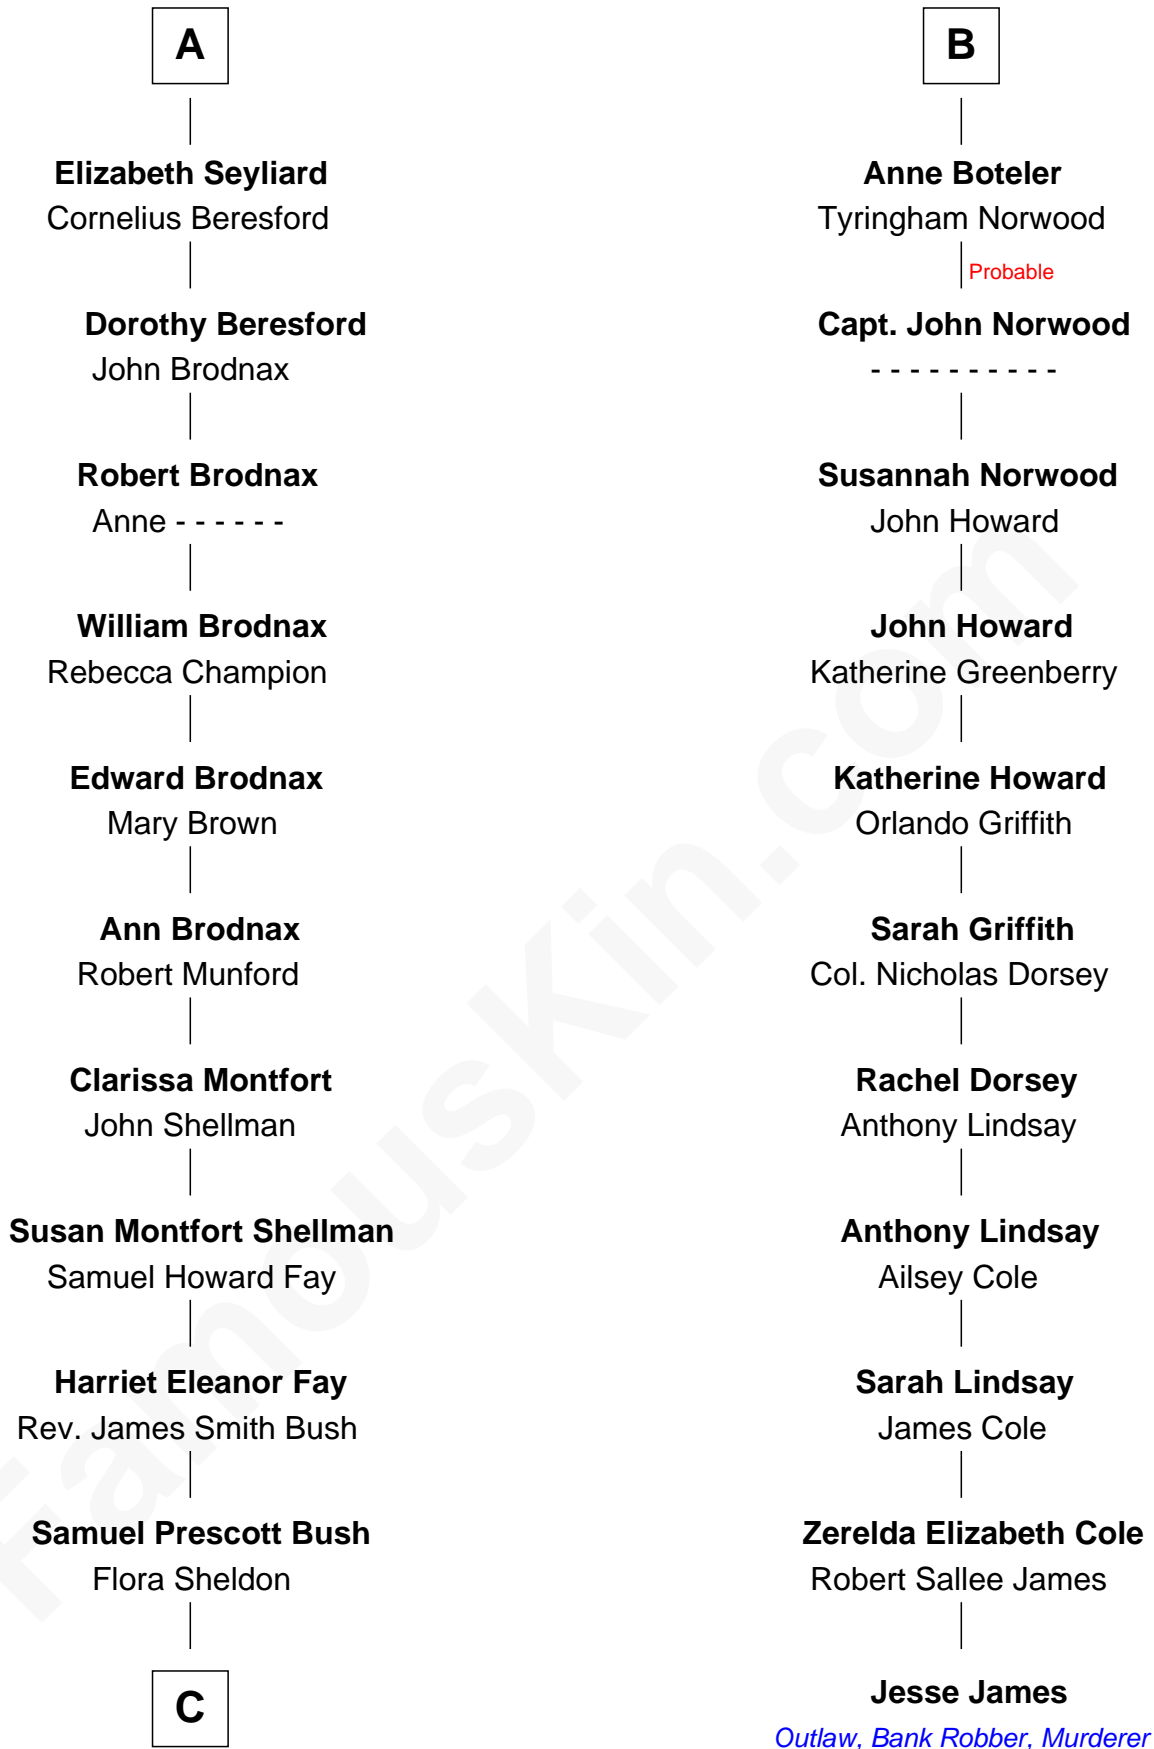 A
Elizabeth Seyliard
Cornelius Beresford
Dorothy Beresford
John Brodnax
Robert Brodnax
Anne - - - - - -
William Brodnax
Rebecca Champion
Edward Brodnax
Mary Brown
Ann Brodnax
Robert Munford
Clarissa Montfort
John Shellman
Susan Montfort Shellman
Samuel Howard Fay
Harriet Eleanor Fay
Rev. James Smith Bush
Samuel Prescott Bush
Flora Sheldon
C
B
Anne Boteler
Tyringham Norwood
Probable
Capt. John Norwood
- - - - - - - - - -
Susannah Norwood
John Howard
John Howard
Katherine Greenberry
Katherine Howard
Orlando Griffith
Sarah Griffith
Col. Nicholas Dorsey
Rachel Dorsey
Anthony Lindsay
Anthony Lindsay
Ailsey Cole
Sarah Lindsay
James Cole
Zerelda Elizabeth Cole
Robert Sallee James
Jesse James
Outlaw, Bank Robber, Murderer
FamousKin.com